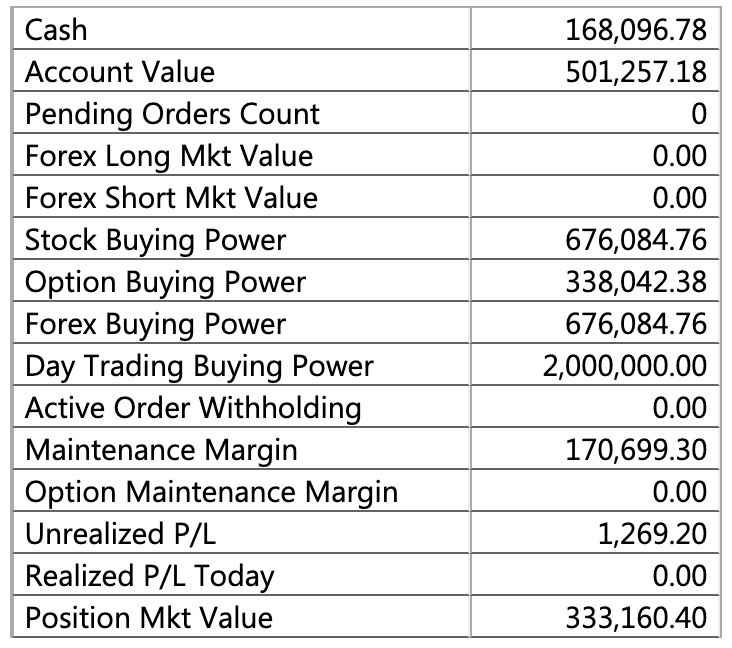 Cash 168,096.78
Account Value 501,257.18
Pending Orders Count 0
Forex Long Mkt Value 0.00
Forex Short Mkt Value 0.00
Stock Buying Power 676,084.76
Option Buying Power 338,042.38
Forex Buying Power 676,084.76
Day Trading Buying Power 2,000,000.00
Active Order Withholding 0.00
Maintenance Margin 170,699.30
Option Maintenance Margin 0.00
Unrealized P/L 1,269.20
Realized P/L Today 0.00
Position Mkt Value 333,160.40